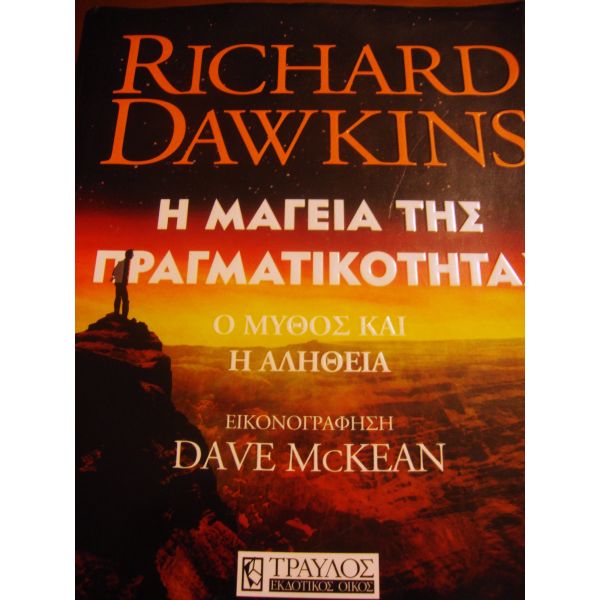 RICHARD
DAWKINS
Η ΜΑΓΕΙΑ ΤΗΣ
ΠΡΑΓΜΑΤΙΚΟΤΗΤΑΣ
Ο ΜΥΘΟΣ ΚΑΙ
Η ΑΛΗΘΕΙΑ
ΕΙΚΟΝΟΓΡΑΦΗΣΗ
DAVE McKEAN
ΤΡΑΥΛΟΣ
ΕΚΔΟΤΙΚΟΣ ΟΙΚΟΣ